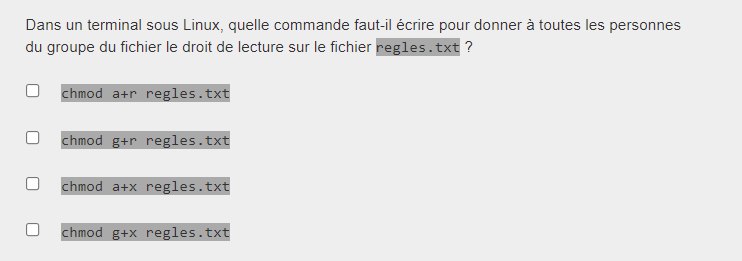 Dans un terminal sous Linux, quelle commande faut-il écrire pour donner à toutes les personnes
du groupe du fichier le droit de lecture sur le fichier regles.txt ?
chmod a+r regles.txt
chmod g+r regles.txt
chmod a+x regles.txt
chmod g+x regles.txt